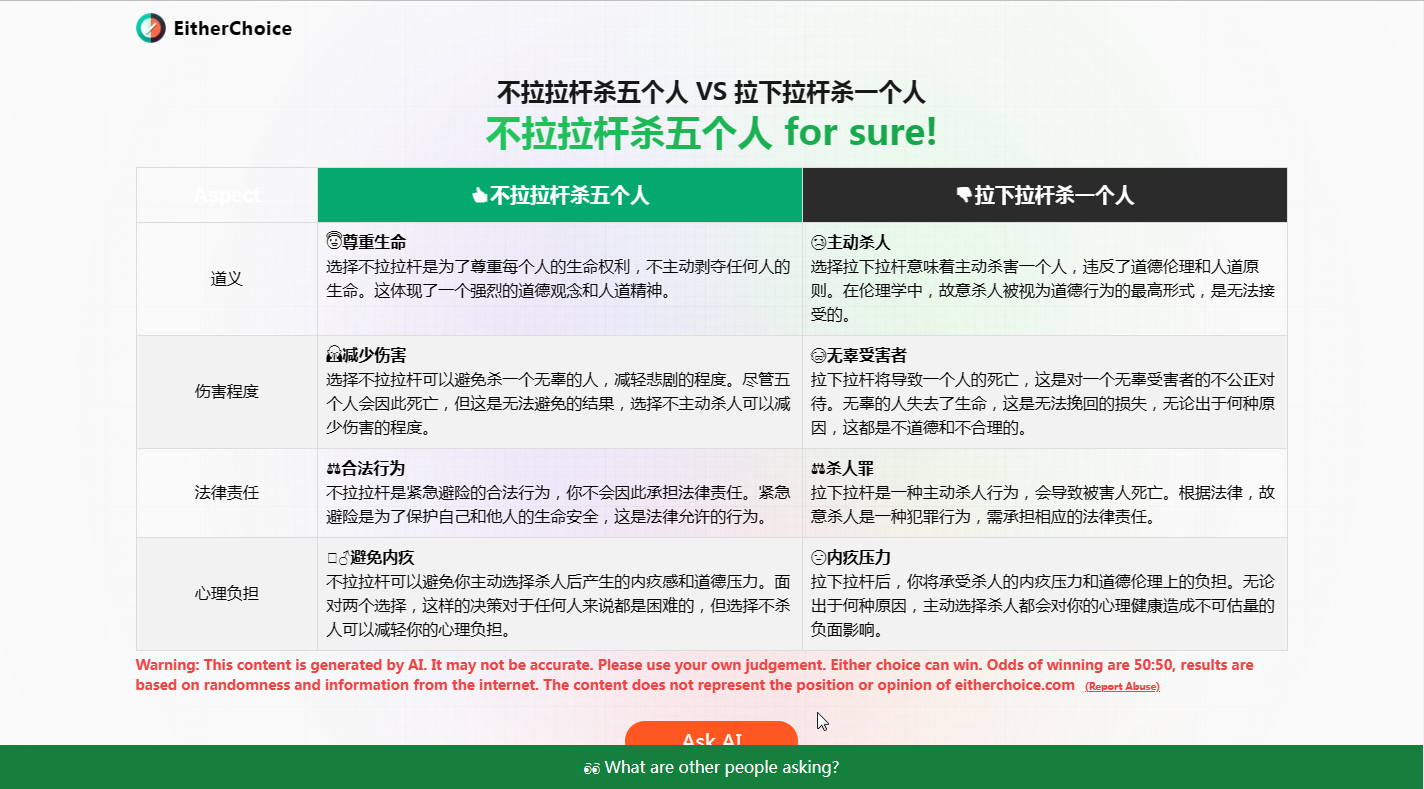 EitherChoice
不拉拉杆杀五个人 VS 拉下拉杆杀一个人
不拉拉杆杀五个人 for sure!
Aspect
👍不拉拉杆杀五个人
👎拉下拉杆杀一个人
道义
尊重生命
选择不拉拉杆是为了尊重每个人的生命权利，不主动剥夺任何人的
生命。这体现了一个强烈的道德观念和人道精神。
主动杀人
选择拉下拉杆意味着主动杀害一个人，违反了道德伦理和人道原
则。在伦理学中，故意杀人被视为道德行为的最高形式，是无法接
受的。
伤害程度
减少伤害
选择不拉拉杆可以避免杀一个无辜的人，减轻悲剧的程度。尽管五
个人会因此死亡，但这是无法避免的结果，选择不主动杀人可以减
少伤害的程度。
无辜受害者
拉下拉杆将导致一个人的死亡，这是对一个无辜受害者的不公正对
待。无辜的人失去了生命，这是无法挽回的损失，无论出于何种原
因，这都是不道德和不合理的。
法律责任
⚖合法行为
不拉拉杆是紧急避险的合法行为，你不会因此承担法律责任。紧急
避险是为了保护自己和他人的生命安全，这是法律允许的行为。
⚖杀人罪
拉下拉杆是一种主动杀人行为，会导致被害人死亡。根据法律，故
意杀人是一种犯罪行为，需承担相应的法律责任。
心理负担
避免内疚
不拉拉杆可以避免你主动选择杀人后产生的内疚感和道德压力。面
对两个选择，这样的决策对于任何人来说都是困难的，但选择不杀
人可以减轻你的心理负担。
内疚压力
拉下拉杆后，你将承受杀人的内疚压力和道德伦理上的负担。无论
出于何种原因，主动选择杀人都会对你的心理健康造成不可估量的
负面影响。
Warning: This content is generated by AI. It may not be accurate. Please use your own judgement. Either choice can win. Odds of winning are 50:50, results are
based on randomness and information from the internet. The content does not represent the position or opinion of eitherchoice.com (Report Abuse)
Ask AI
👀 What are other people asking?